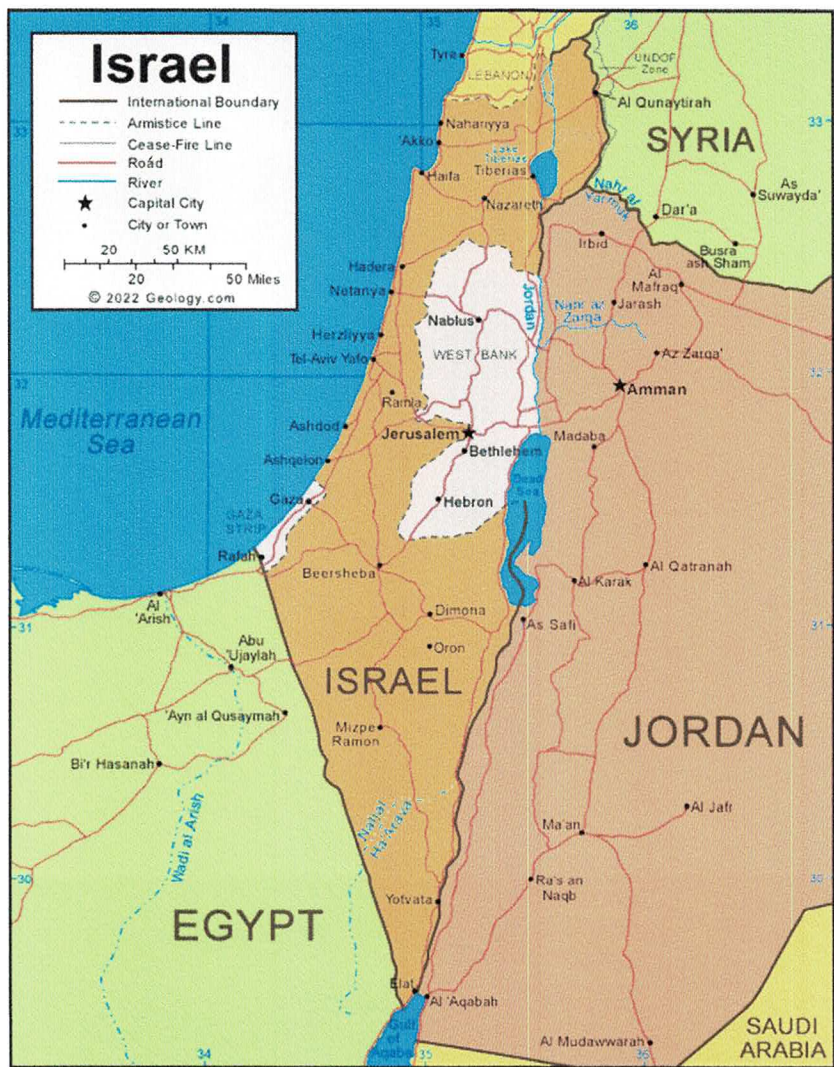 Israel
International Boundary
Armistice Line
Cease-Fire Line
Roád
River
Capital City
City or Town
20 50 KM
20 50 Miles
© 2022 Geology.com
35
36
Tyre
LEBANON
UNDOF
Zone
Al Qunaytirah
33
33
Nahariyya
'Akko
SYRIA
Lake
Tiberias
Tiberias
Haifa
Nazareth
Nahr al
Yarmuk
As
Suwayda'
Dar'a
Irbid
Busra
ash Sham
Hadera
Al
Mafraq
Netanya
Jordan
Nahr az
Zarqa
Jarash
Nablus
Herzliyya
WEST BANK
Tel-Aviv Yafo
Az Zarqa'
32
32
Amman
Ramla
Mediterranean
Sea
Ashdod
Jerusalem
Madaba
Bethlehem
Ashqelon
Dead
Sea
Gaza
Hebron
GAZA
STRIP
Rafah
Beersheba
Al Qatranah
Al Karak
Al
'Arish
31
Dimona
As Safi
31
Abu
'Ujaylah
Oron
ISRAEL
'Ayn al Qusaymah
Mizpe
Ramon
JORDAN
Bi'r Hasanah
Wadi al Arish
Nahal
Ha-Arava
Al Jafr
Ma'an
30
Ra's an
Naqb
30
Yotvata
EGYPT
Elat
Al 'Aqabah
Gulf
of
Aqaba
SAUDI
ARABIA
Al Mudawwarah
34
35
36